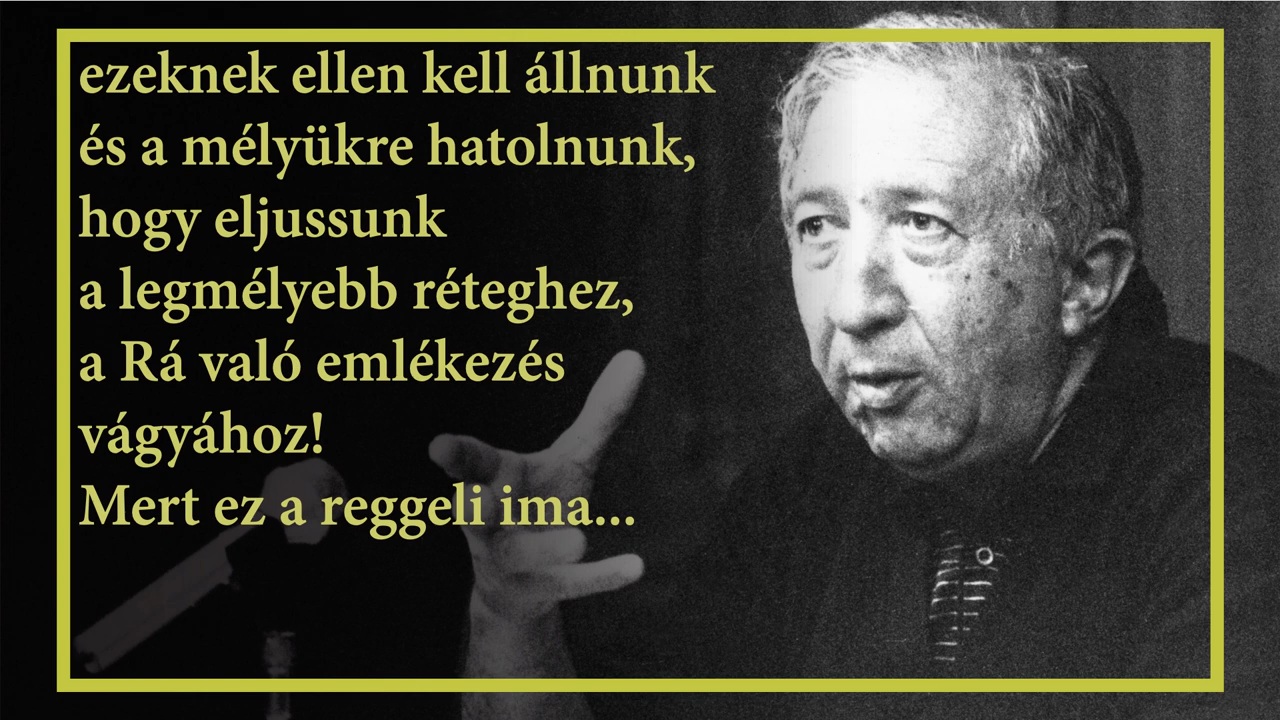 ezeknek ellen kell állnunk
és a mélyükre hatolnunk,
hogy eljussunk
a legmélyebb réteghez,
a Rá való emlékezés
vágyához!
Mert ez a reggeli ima...